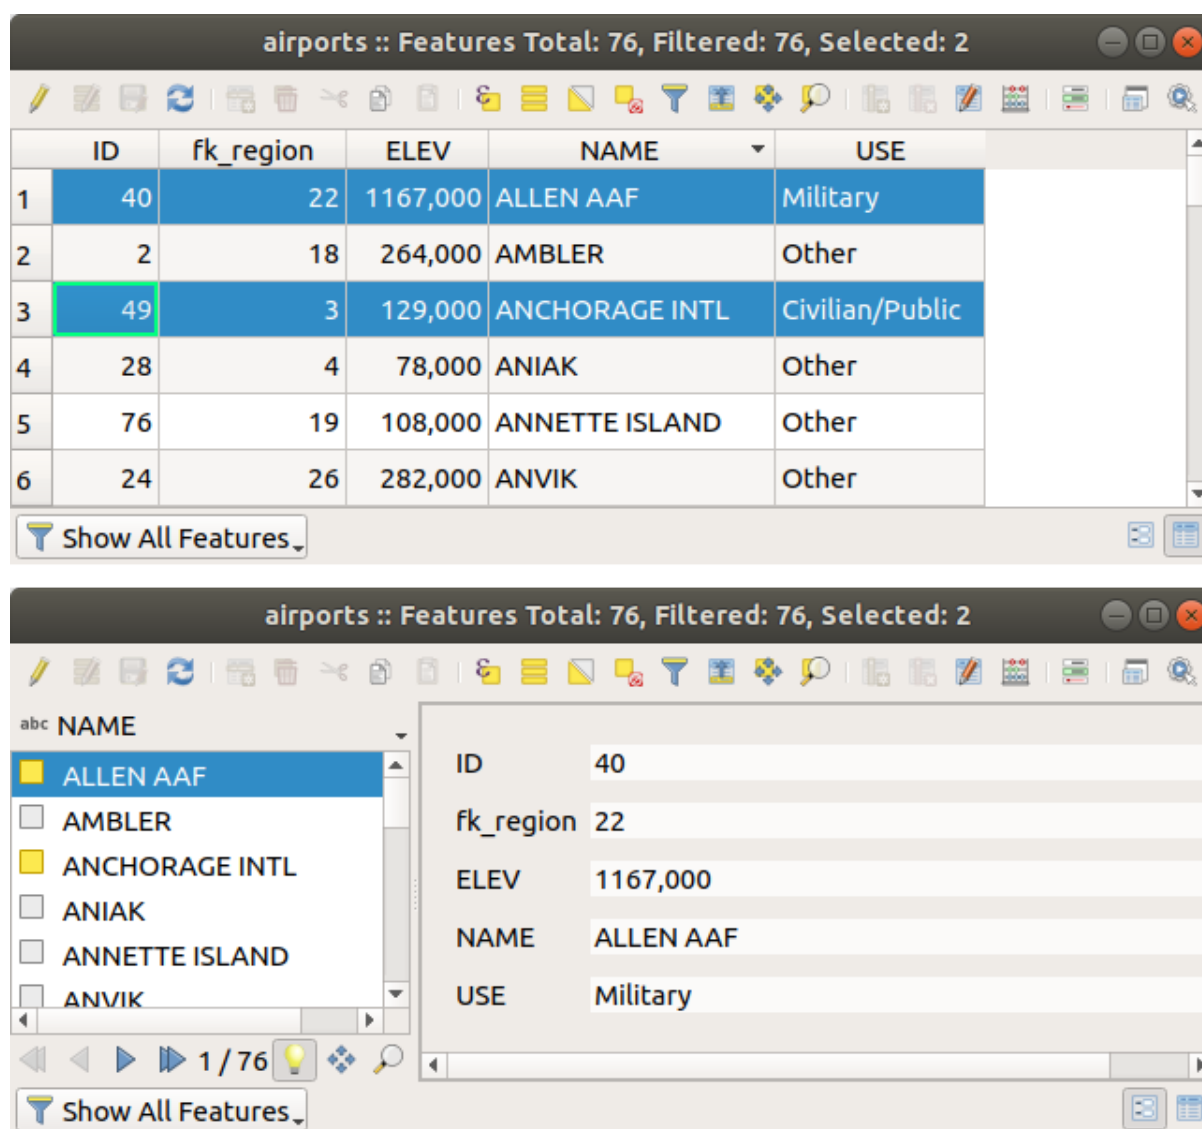 airports :: Features Total: 76, Filtered: 76, Selected: 2
ID fk_region ELEV NAME USE
1 40 22 1167,000 ALLEN AAF Military
2 2 18 264,000 AMBLER Other
3 49 3 129,000 ANCHORAGE INTL Civilian/Public
4 28 4 78,000 ANIAK Other
5 76 19 108,000 ANNETTE ISLAND Other
6 24 26 282,000 ANVIK Other
Show All Features
airports :: Features Total: 76, Filtered: 76, Selected: 2
abc NAME
ALLEN AAF
AMBLER
ANCHORAGE INTL
ANIAK
ANNETTE ISLAND
ANVIK
1 / 76
ID 40
fk_region 22
ELEV 1167,000
NAME ALLEN AAF
USE Military
Show All Features